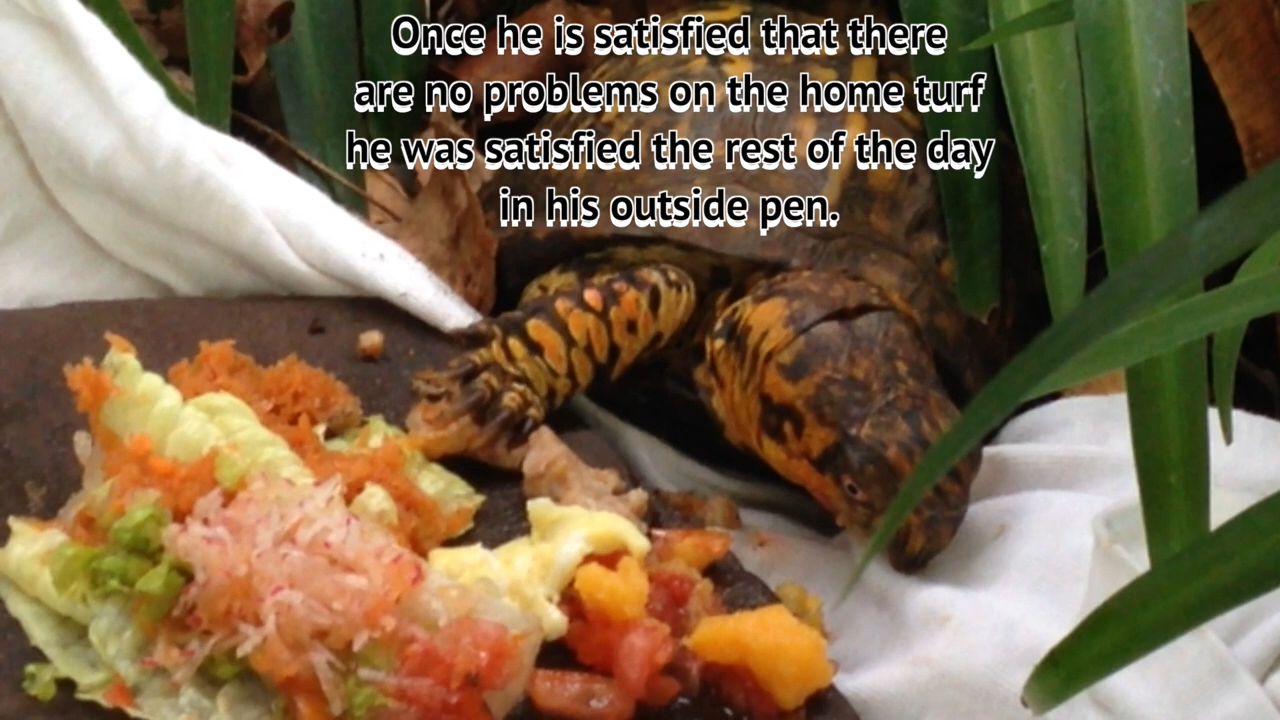 Once he is satisfied that there
are no problems on the home turf
he was satisfied the rest of the day
in his outside pen.